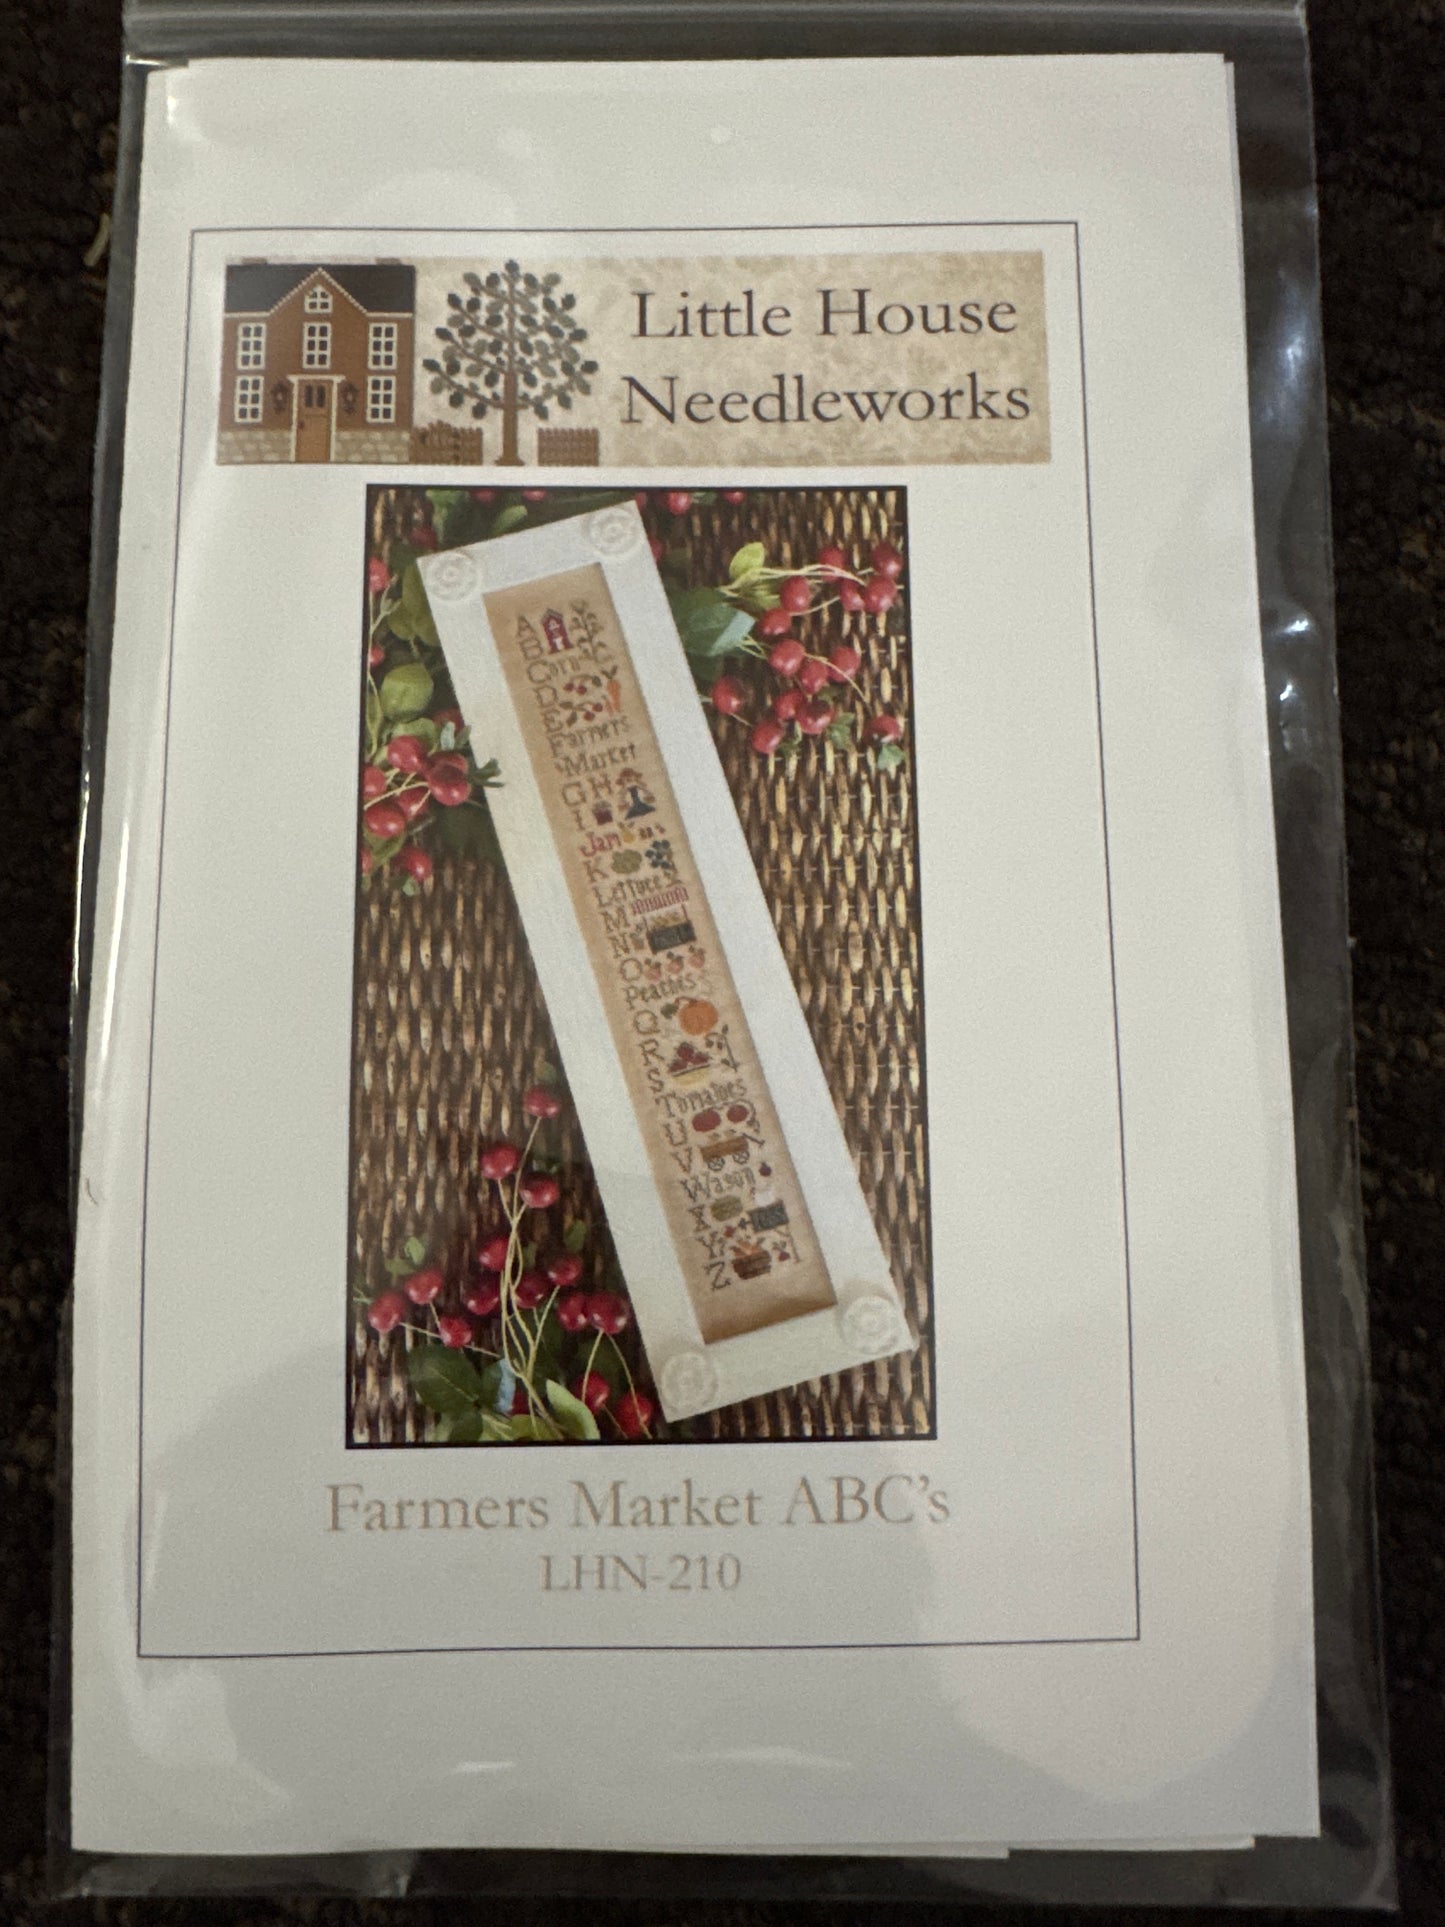 Little House
Needleworks
A
B
Corn
Farmers
Market
G H
I
Jam
K
Lettuce
M
N
O
Peaches
Q
R
S
Tomatoes
U
V
Wagon
X
Y
Z
Farmers Market ABC's
LHN-210